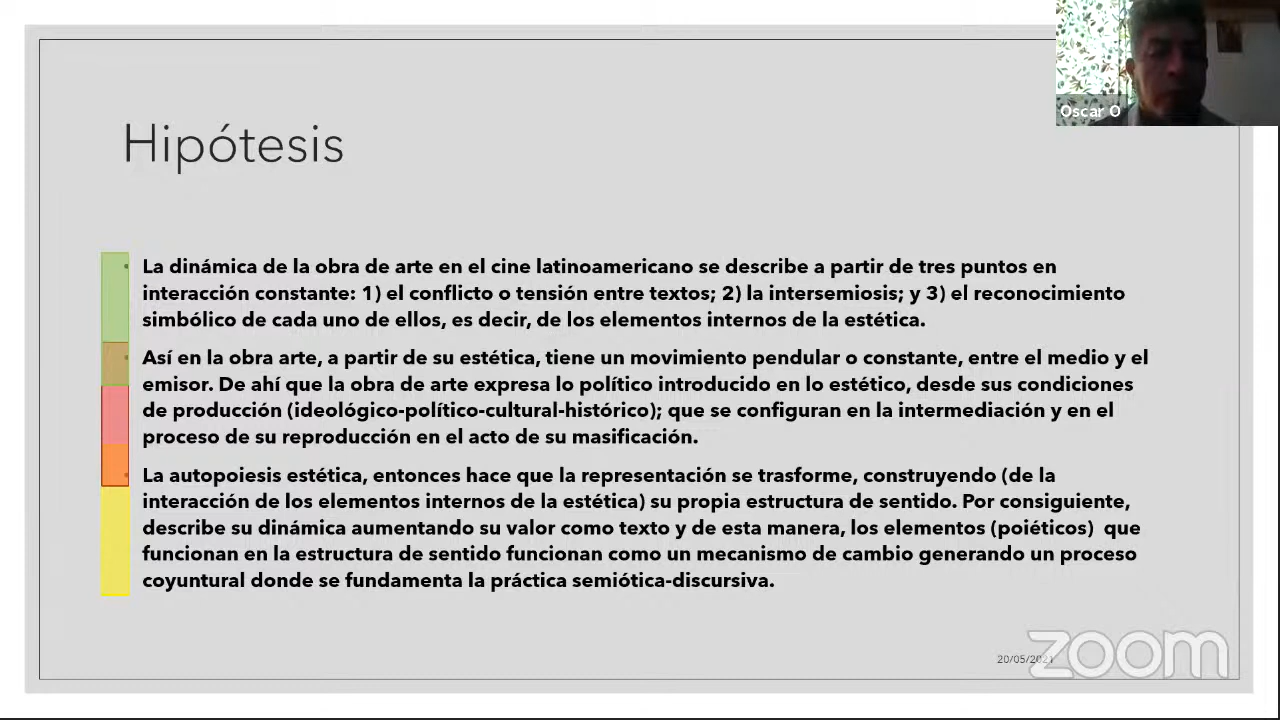 Oscar O
Hipótesis
La dinámica de la obra de arte en el cine latinoamericano se describe a partir de tres puntos en
interacción constante: 1) el conflicto o tensión entre textos; 2) la intersemiosis; y 3) el reconocimiento
simbólico de cada uno de ellos, es decir, de los elementos internos de la estética.
Así en la obra arte, a partir de su estética, tiene un movimiento pendular o constante, entre el medio y el
emisor. De ahí que la obra de arte expresa lo político introducido en lo estético, desde sus condiciones
de producción (ideológico-político-cultural-histórico); que se configuran en la intermediación y en el
proceso de su reproducción en el acto de su masificación.
La autopoiesis estética, entonces hace que la representación se trasforme, construyendo (de la
interacción de los elementos internos de la estética) su propia estructura de sentido. Por consiguiente,
describe su dinámica aumentando su valor como texto y de esta manera, los elementos (poiéticos) que
funcionan en la estructura de sentido funcionan como un mecanismo de cambio generando un proceso
coyuntural donde se fundamenta la práctica semiótica-discursiva.
20/05/2021
zoom